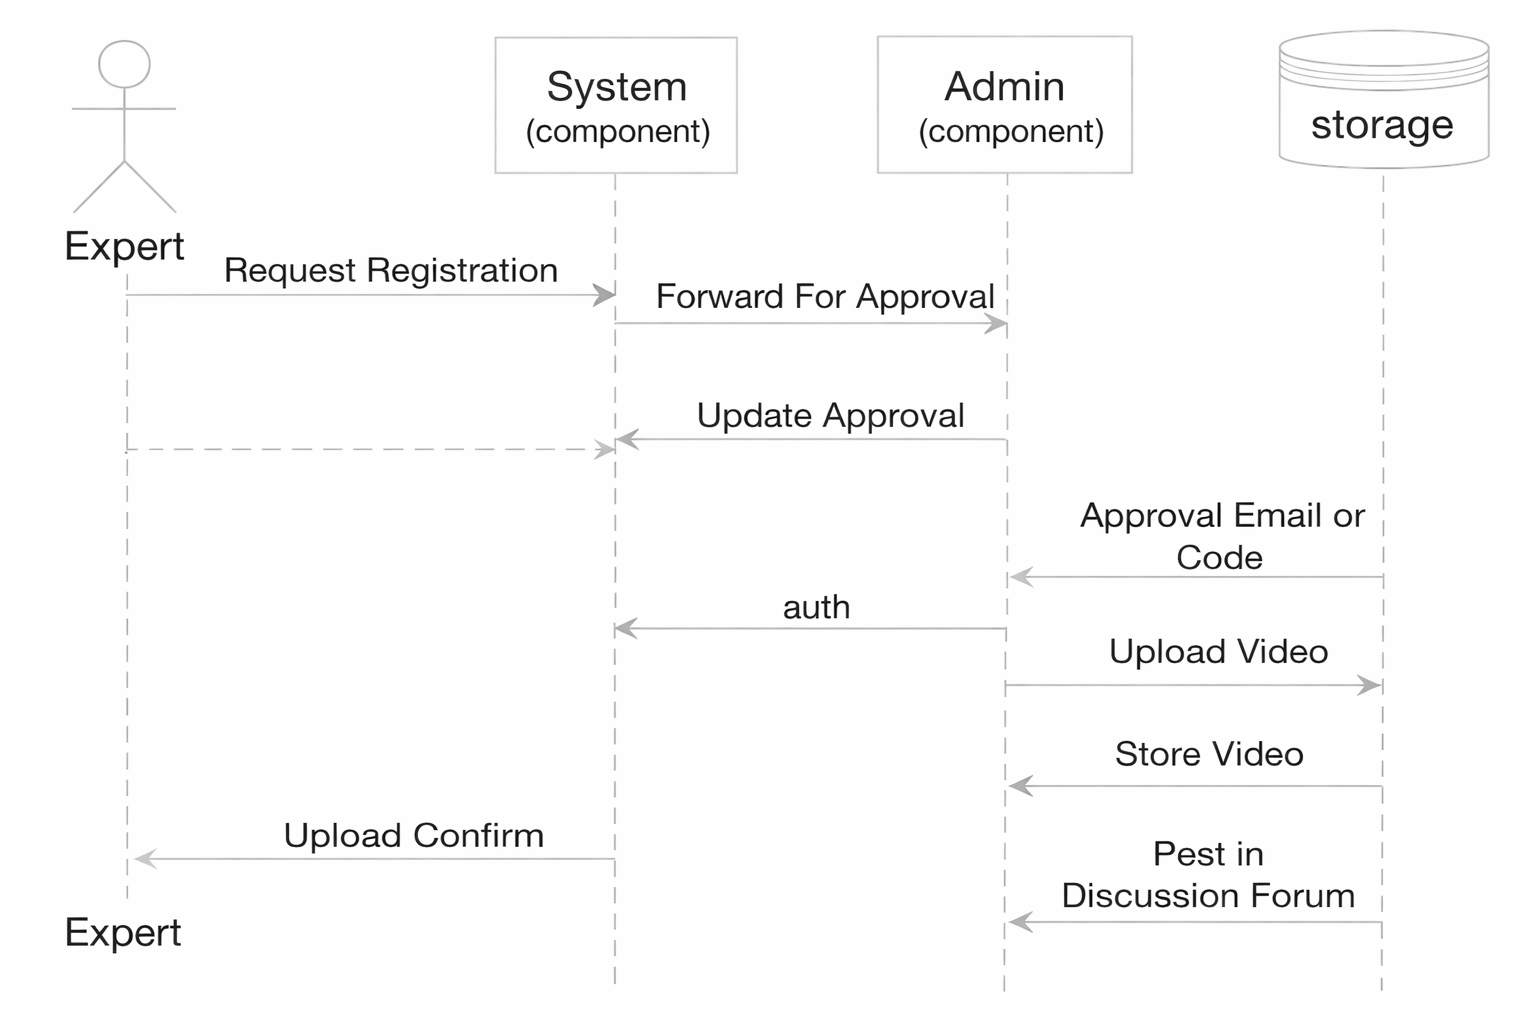 System
(component)
Admin
(component)
storage
Expert
Request Registration
Forward For Approval
Update Approval
Approval Email or
Code
auth
Upload Video
Store Video
Upload Confirm
Pest in
Discussion Forum
Expert